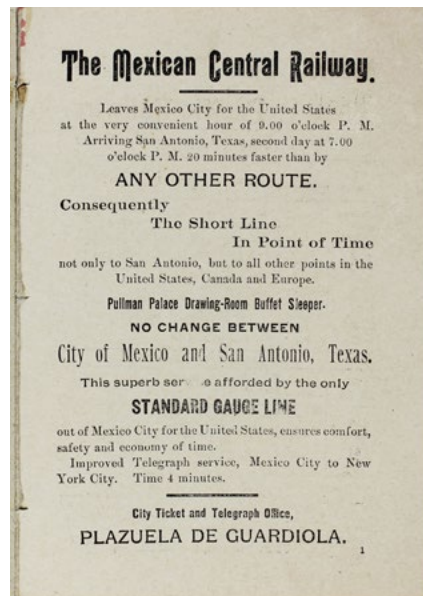 The Mexican Central Railway.
Leaves Mexico City for the United States
at the very convenient hour of 9.00 o'clock P. M.
Arriving San Antonio, Texas, second day at 7.00
o'clock P. M. 20 minutes faster than by
ANY OTHER ROUTE.
Consequently
The Short Line
In Point of Time
not only to San Antonio, but to all other points in the
United States, Canada and Europe.
Pullman Palace Drawing-Room Buffet Sleeper.
NO CHANGE BETWEEN
City of Mexico and San Antonio, Texas.
This superb afforded by the only
STANDARD GAUGE LINE
out of Mexico City for the United States, ensures comfort,
safety and economy of time.
Improved Telegraph service, Mexico City to New
York City. Time 4 minutes.
City Ticket and Telegraph Office,
PLAZUELA DE GUARDIOLA.
1